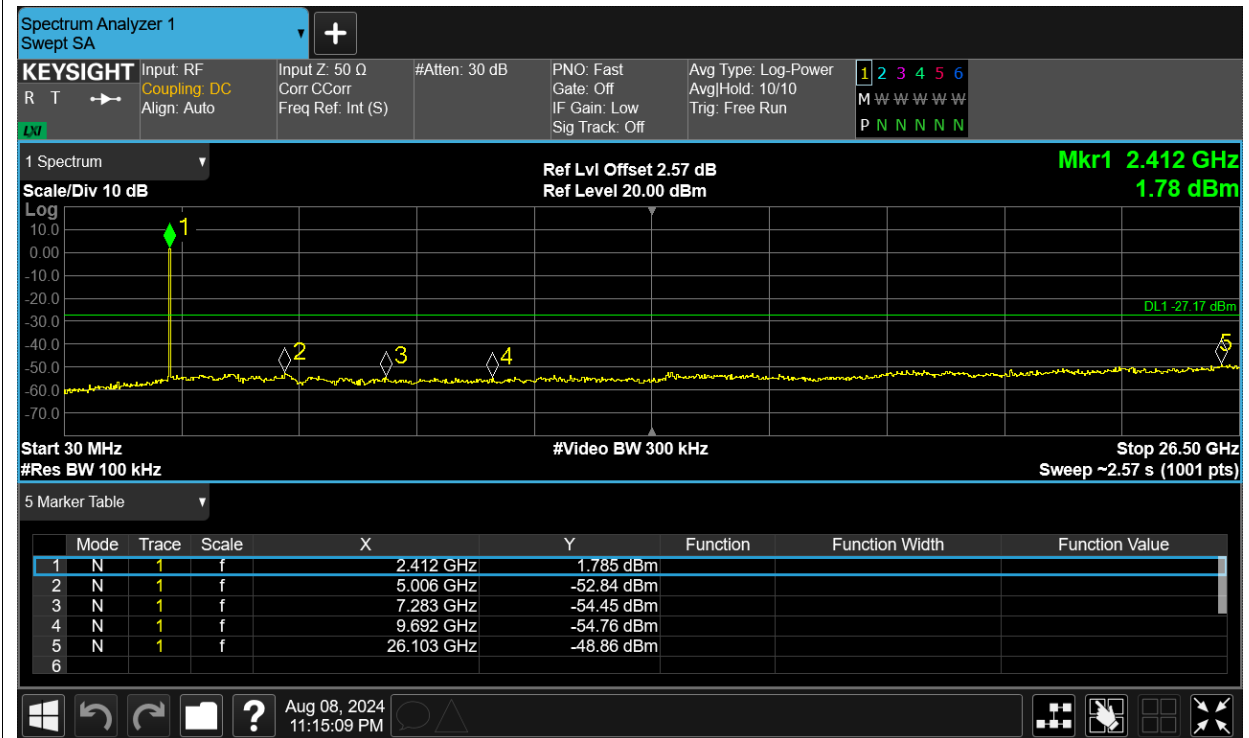 Spectrum Analyzer 1
Swept SA
+
KEYSIGHT
R T
LXI
Input: RF
Coupling: DC
Align: Auto
Input Z: 50 Ω
Corr CCorr
Freq Ref: Int (S)
#Atten: 30 dB
PNO: Fast
Gate: Off
IF Gain: Low
Sig Track: Off
Avg Type: Log-Power
Avg|Hold: 10/10
Trig: Free Run
1 2 3 4 5 6
M W W W W W
P N N N N N
1 Spectrum
Scale/Div 10 dB
Ref Lvl Offset 2.57 dB
Ref Level 20.00 dBm
Mkr1 2.412 GHz
1.78 dBm
Log
10.0
0.00
-10.0
-20.0
-30.0
-40.0
-50.0
-60.0
-70.0
1
2
3
4
5
DL1 -27.17 dBm
Start 30 MHz
#Res BW 100 kHz
#Video BW 300 kHz
Stop 26.50 GHz
Sweep ~2.57 s (1001 pts)
5 Marker Table
Mode Trace Scale X Y Function Function Width Function Value
1 N 1 f 2.412 GHz 1.785 dBm
2 N 1 f 5.006 GHz -52.84 dBm
3 N 1 f 7.283 GHz -54.45 dBm
4 N 1 f 9.692 GHz -54.76 dBm
5 N 1 f 26.103 GHz -48.86 dBm
6
?
Aug 08, 2024
11:15:09 PM